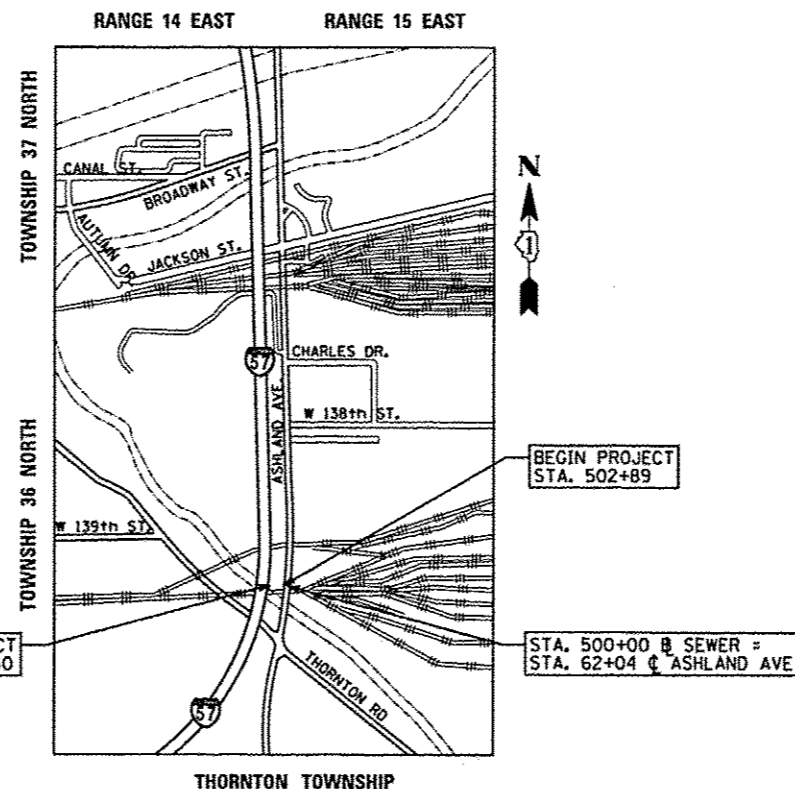 RANGE 14 EAST
RANGE 15 EAST
TOWNSHIP 37 NORTH
CANAL ST.
BROADWAY ST.
AUTUMN DR.
JACKSON ST.
N
1
57
CHARLES DR.
ASHLAND AVE.
W 138th ST.
BEGIN PROJECT
STA. 502+89
TOWNSHIP 36 NORTH
W 139th ST.
STA. 500+00 ⅊ SEWER =
STA. 62+04 ℄ ASHLAND AVE
THORNTON RD
57
THORNTON TOWNSHIP